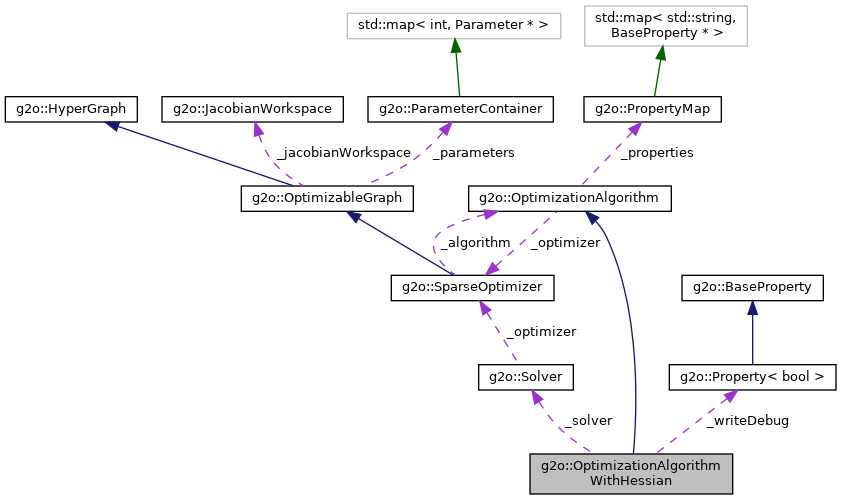 std::map< int, Parameter * >
std::map< std::string,
BaseProperty * >
g2o::HyperGraph
g2o::JacobianWorkspace
g2o::ParameterContainer
g2o::PropertyMap
_jacobianWorkspace
_parameters
_properties
g2o::OptimizableGraph
g2o::OptimizationAlgorithm
_algorithm
_optimizer
g2o::SparseOptimizer
g2o::BaseProperty
_optimizer
g2o::Solver
g2o::Property< bool >
_solver
_writeDebug
g2o::OptimizationAlgorithm
WithHessian